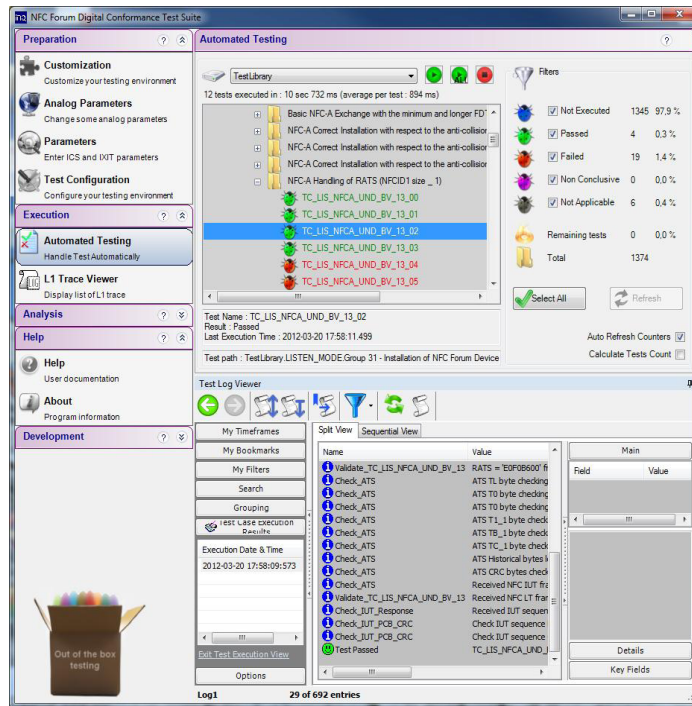 NFC Forum Digital Conformance Test Suite
Preparation
Customization
Customize your testing environment
Analog Parameters
Change some analog parameters
Parameters
Enter ICS and IXIT parameters
Test Configuration
Configure your testing environment
Execution
Automated Testing
Handle Test Automatically
L1 Trace Viewer
Display list of L1 trace
Analysis
Help
Help
User documentation
About
Program information
Development
Out of the box
testing
Automated Testing
TestLibrary
ALL
12 tests executed in : 10 sec 732 ms (average per test : 894 ms)
Basic NFC-A Exchange with the minimum and longer FDT
NFC-A Correct Installation with respect to the anti-collision
NFC-A Correct Installation with respect to the anti-collision
NFC-A Correct Installation with respect to the anti-collision
NFC-A Handling of RATS (NFCID1 size _ 1)
TC_LIS_NFCA_UND_BV_13_00
TC_LIS_NFCA_UND_BV_13_01
TC_LIS_NFCA_UND_BV_13_02
TC_LIS_NFCA_UND_BV_13_03
TC_LIS_NFCA_UND_BV_13_04
TC_LIS_NFCA_UND_BV_13_05
Test Name : TC_LIS_NFCA_UND_BV_13_02
Result : Passed
Last Execution Time : 2012-03-20 17:58:11.499
Test path : TestLibrary.LISTEN_MODE.Group 31 - Installation of NFC Forum Device
Filters
Not Executed 1345 97,9 %
Passed 4 0,3 %
Failed 19 1,4 %
Non Conclusive 0 0,0 %
Not Applicable 6 0,4 %
Remaining tests 0 0,0 %
Total 1374
Select All Refresh
Auto Refresh Counters
Calculate Tests Count
Test Log Viewer
My Timeframes
My Bookmarks
My Filters
Search
Grouping
Test Case Execution
Results
Execution Date & Time
2012-03-20 17:58:09:573
Exit Test Execution View
Options
Split View Sequential View
Name Value
Validate_TC_LIS_NFCA_UND_BV_13 RATS = 'E0F0B600' fr
Check_ATS ATS TL byte checking
Check_ATS ATS T0 byte checking
Check_ATS ATS T0 byte checking
Check_ATS ATS T1_1 byte check
Check_ATS ATS TB_1 byte check
Check_ATS ATS TC_1 byte check
Check_ATS ATS Historical bytes k
Check_ATS ATS CRC bytes check
Check_ATS Received NFC IUT fra
Validate_TC_LIS_NFCA_UND_BV_13 Received NFC LT fran
Check_IUT_Response Received IUT sequen
Check_IUT_PCB_CRC Check IUT sequence
Check_IUT_PCB_CRC Check IUT sequence
Test Passed TC_LIS_NFCA_UND_
Main
Field Value
Details
Key Fields
Log1 29 of 692 entries